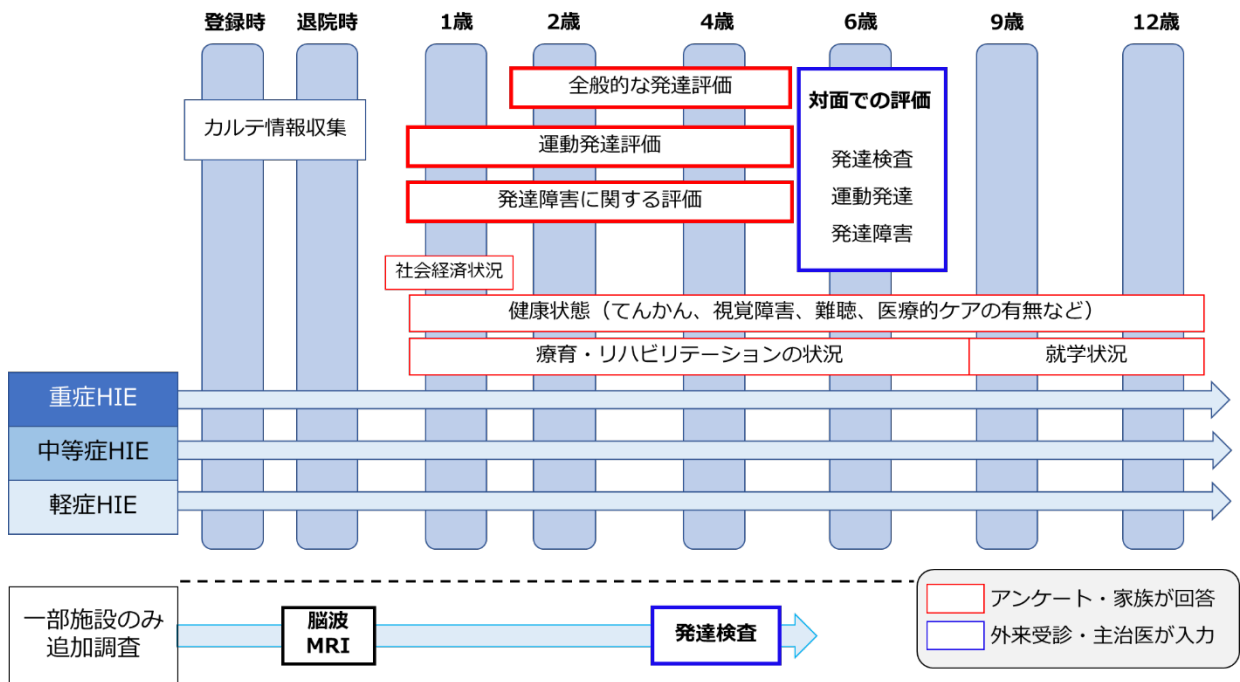 登録時 退院時 1歳 2歳 4歳 6歳 9歳 12歳
全般的な発達評価
対面での評価
カルテ情報収集
運動発達評価
発達検査
発達障害に関する評価
運動発達
発達障害
社会経済状況
健康状態（てんかん、視覚障害、難聴、医療的ケアの有無など）
療育・リハビリテーションの状況
就学状況
重症HIE
中等症HIE
軽症HIE
一部施設のみ
追加調査
脳波
MRI
発達検査
アンケート・家族が回答
外来受診・主治医が入力